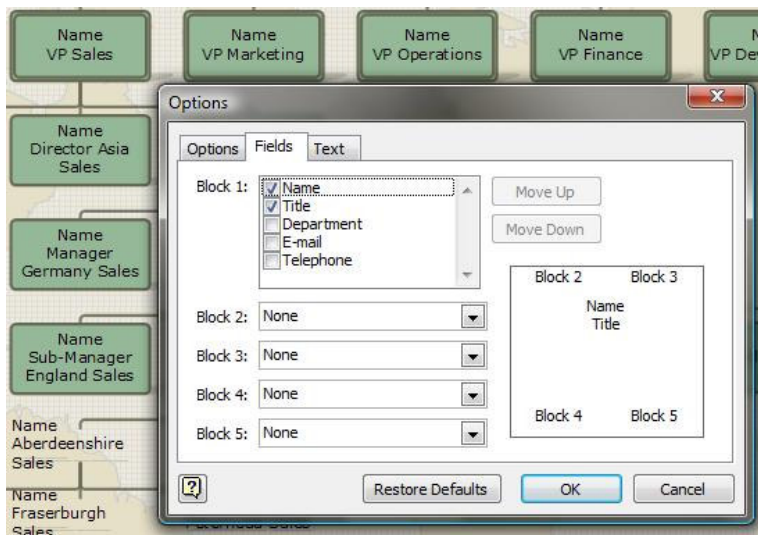 Name
VP Sales
Name
VP Marketing
Name
VP Operations
Name
VP Finance
VP
Name
Director Asia
Sales
Name
Manager
Germany Sales
Name
Sub-Manager
England Sales
Name
Aberdeenshire
Sales
Name
Fraserburgh
Sales
Options
Options Fields Text
Block 1:
Name
Title
Department
E-mail
Telephone
Move Up
Move Down
Block 2: None
Block 3: None
Block 4: None
Block 5: None
Block 2 Block 3
Name
Title
Block 4 Block 5
Restore Defaults OK Cancel